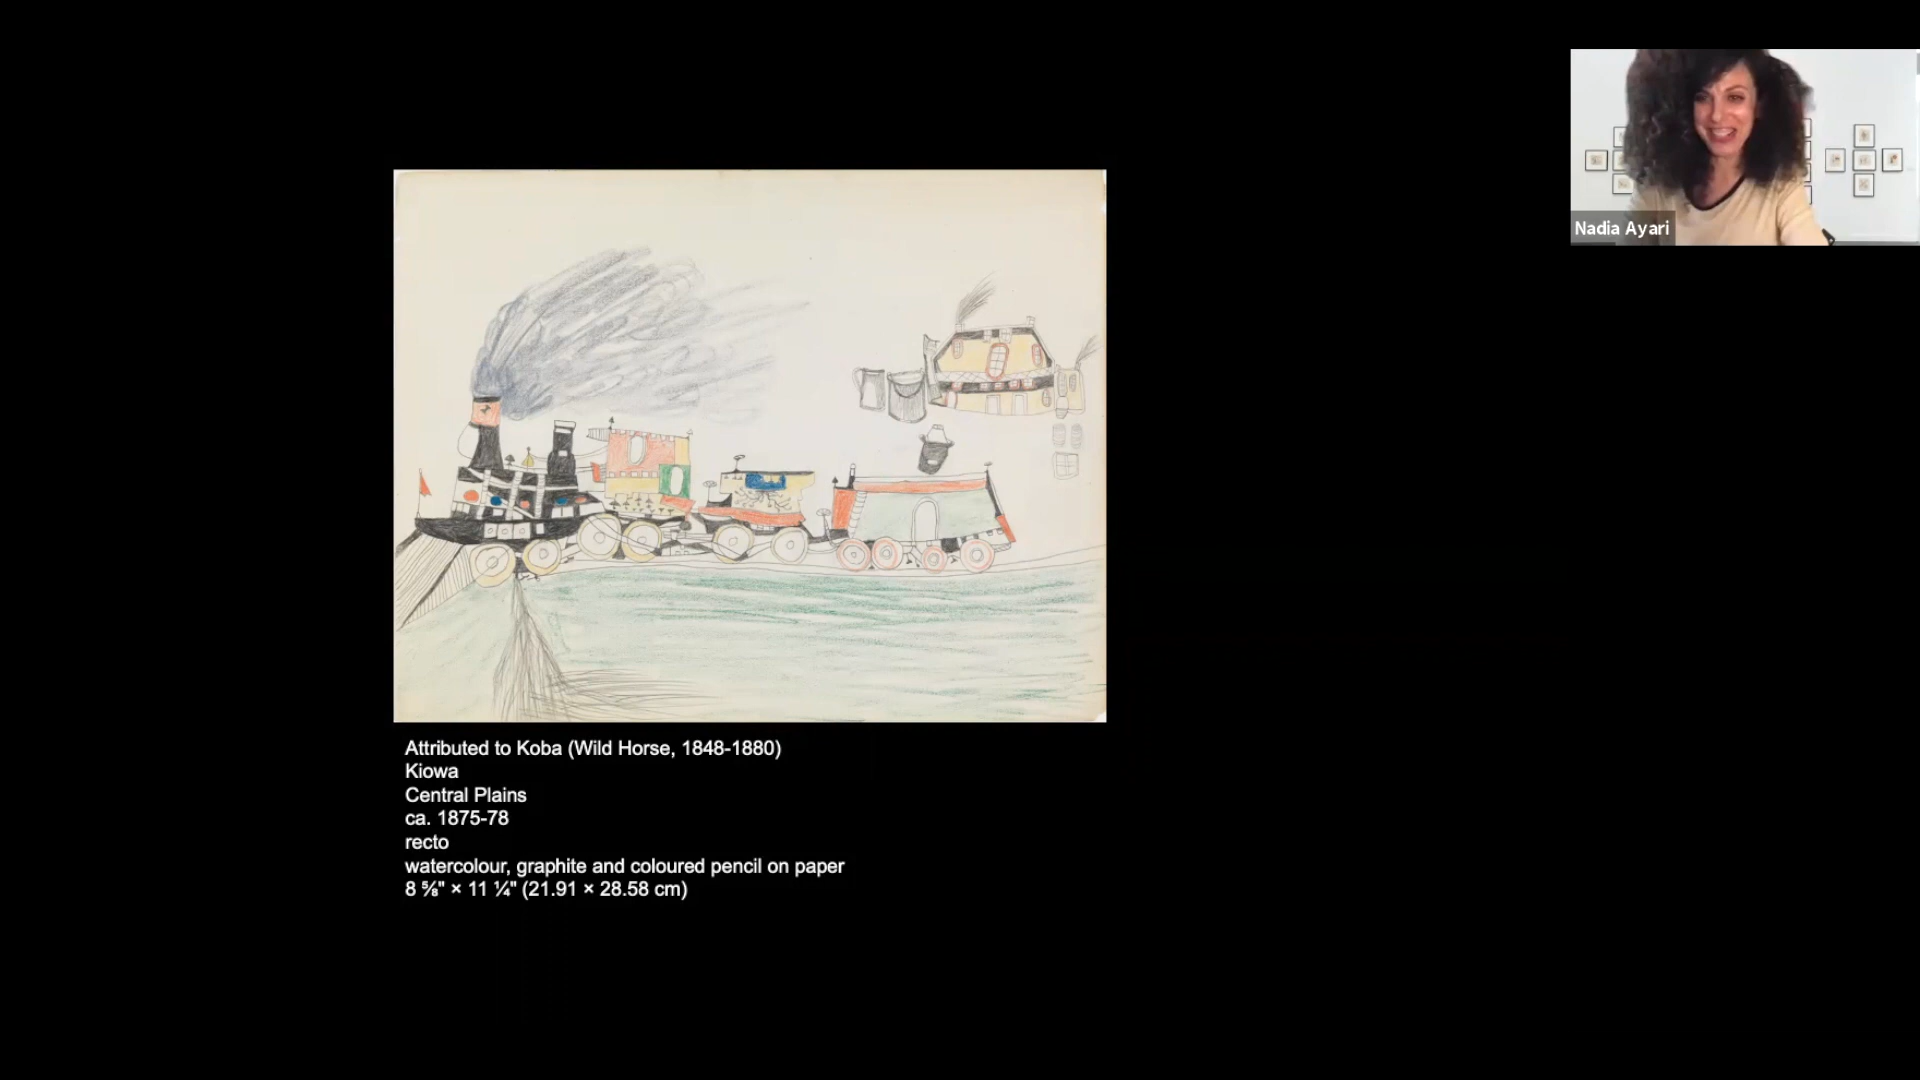 Nadia Ayari
Attributed to Koba (Wild Horse, 1848-1880)
Kiowa
Central Plains
ca. 1875-78
recto
watercolour, graphite and coloured pencil on paper
8 ⅝" × 11 ¼" (21.91 × 28.58 cm)